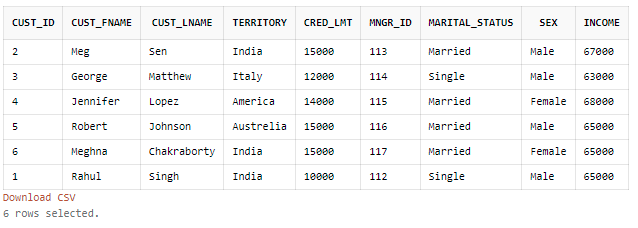 CUST_ID CUST_FNAME CUST_LNAME TERRITORY CRED_LMT MNGR_ID MARITAL_STATUS SEX INCOME
2 Meg Sen India 15000 113 Married Male 67000
3 George Matthew Italy 12000 114 Single Male 63000
4 Jennifer Lopez America 14000 115 Married Female 68000
5 Robert Johnson Austrelia 15000 116 Married Male 65000
6 Meghna Chakraborty India 15000 117 Married Female 65000
1 Rahul Singh India 10000 112 Single Male 65000
Download CSV
6 rows selected.